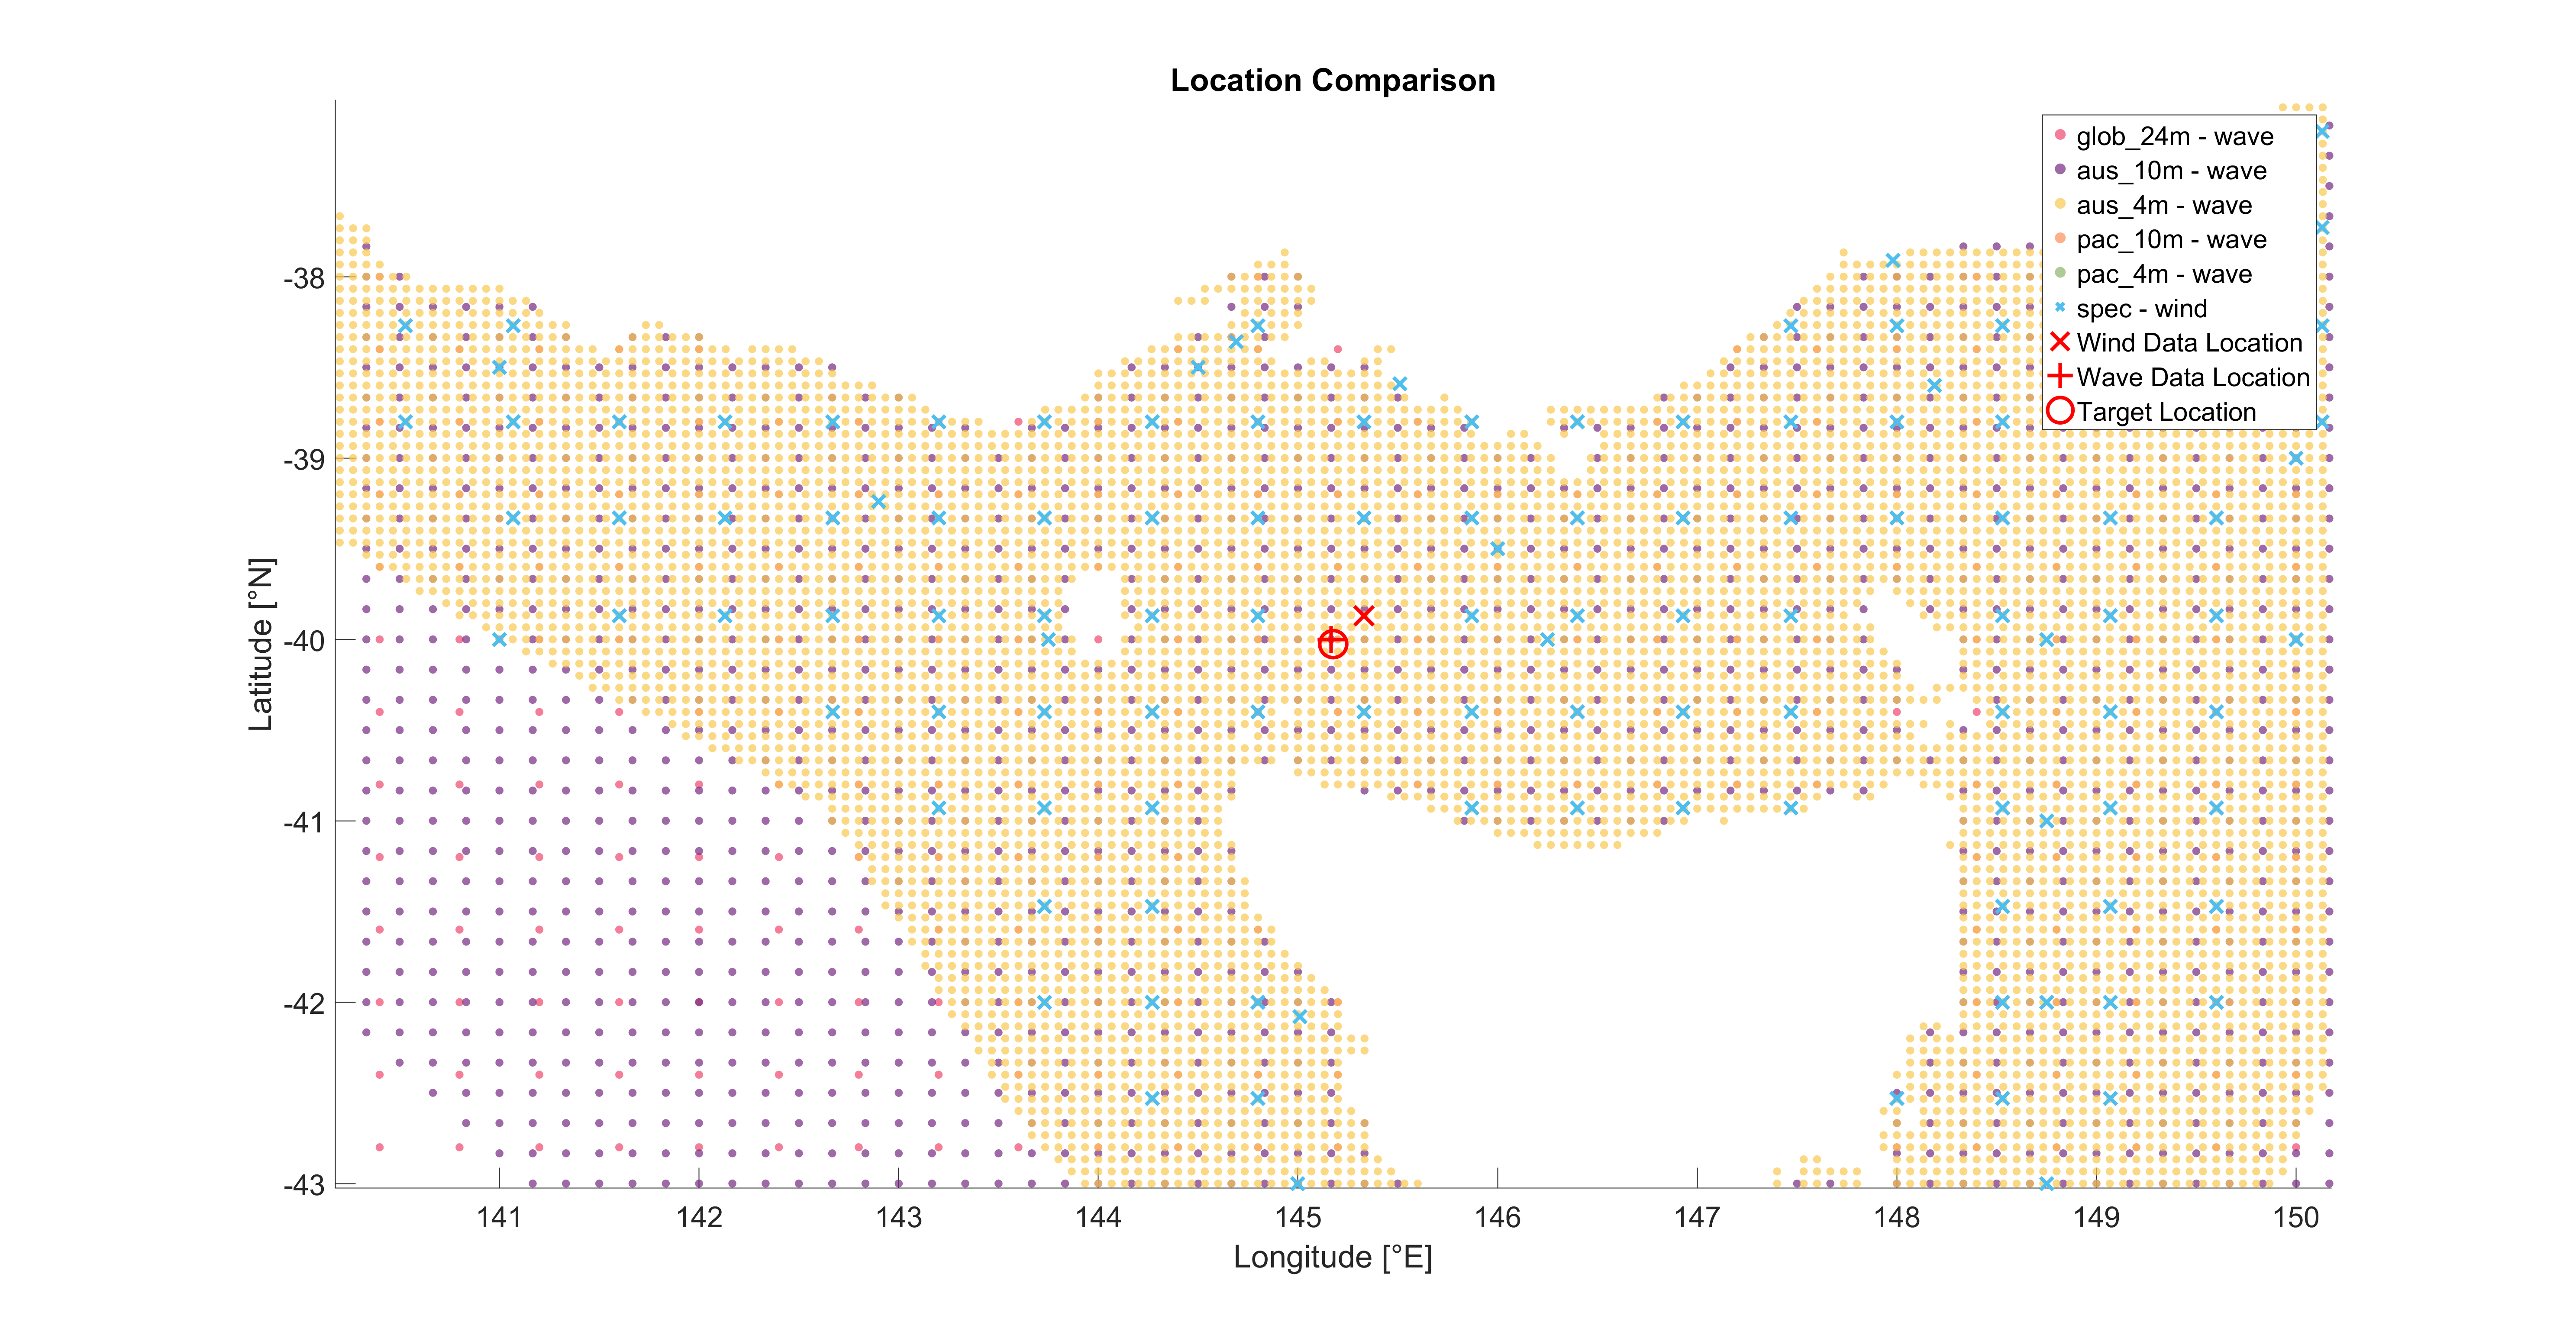 Location Comparison
glob_24m - wave
aus_10m - wave
aus_4m - wave
pac_10m - wave
pac_4m - wave
spec - wind
Wind Data Location
Wave Data Location
Target Location
Latitude [°N]
-38
-39
-40
-41
-42
-43
141 142 143 144 145 146 147 148 149 150
Longitude [°E]